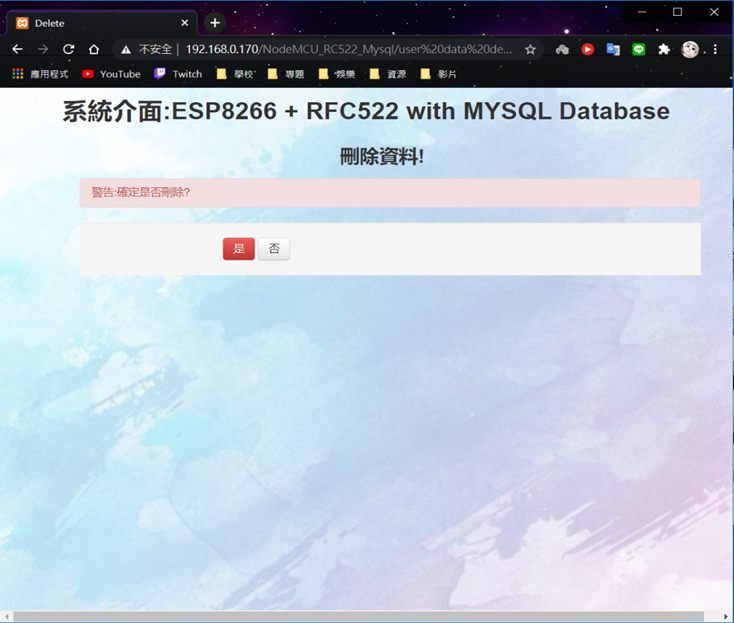 Delete
不安全 | 192.168.0.170/NodeMCU_RC522_Mysql/user%20data%20de...
應用程式 YouTube Twitch 學校 專題 娛樂 資源 影片
系統介面:ESP8266 + RFC522 with MYSQL Database
刪除資料!
警告:確定是否刪除?
是 否